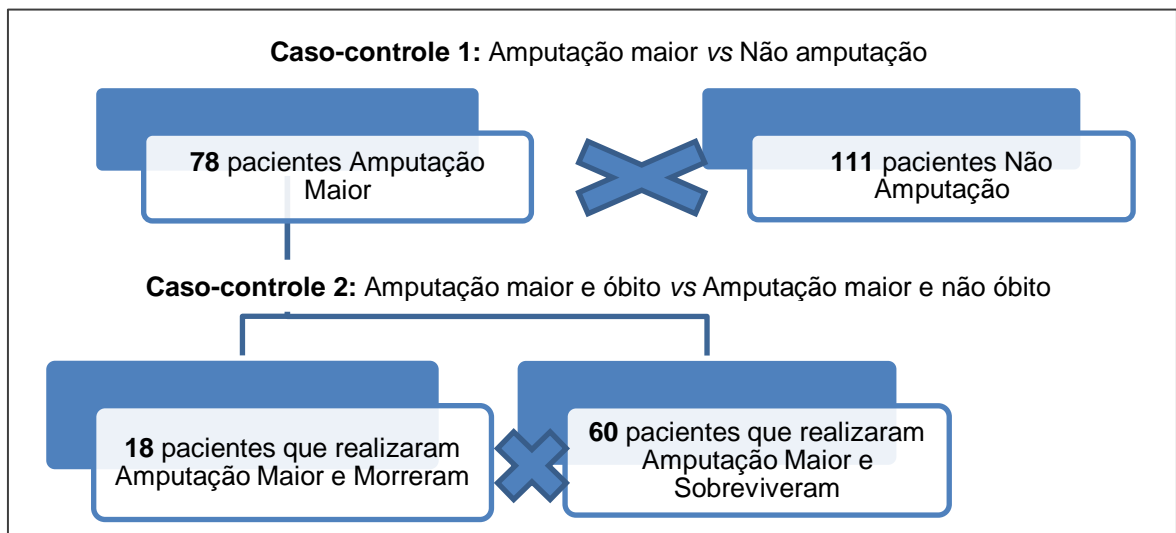 Caso-controle 1: Amputação maior vs Não amputação
78 pacientes Amputação
Maior
111 pacientes Não
Amputação
Caso-controle 2: Amputação maior e óbito vs Amputação maior e não óbito
18 pacientes que realizaram
Amputação Maior e Morreram
60 pacientes que realizaram
Amputação Maior e
Sobreviveram